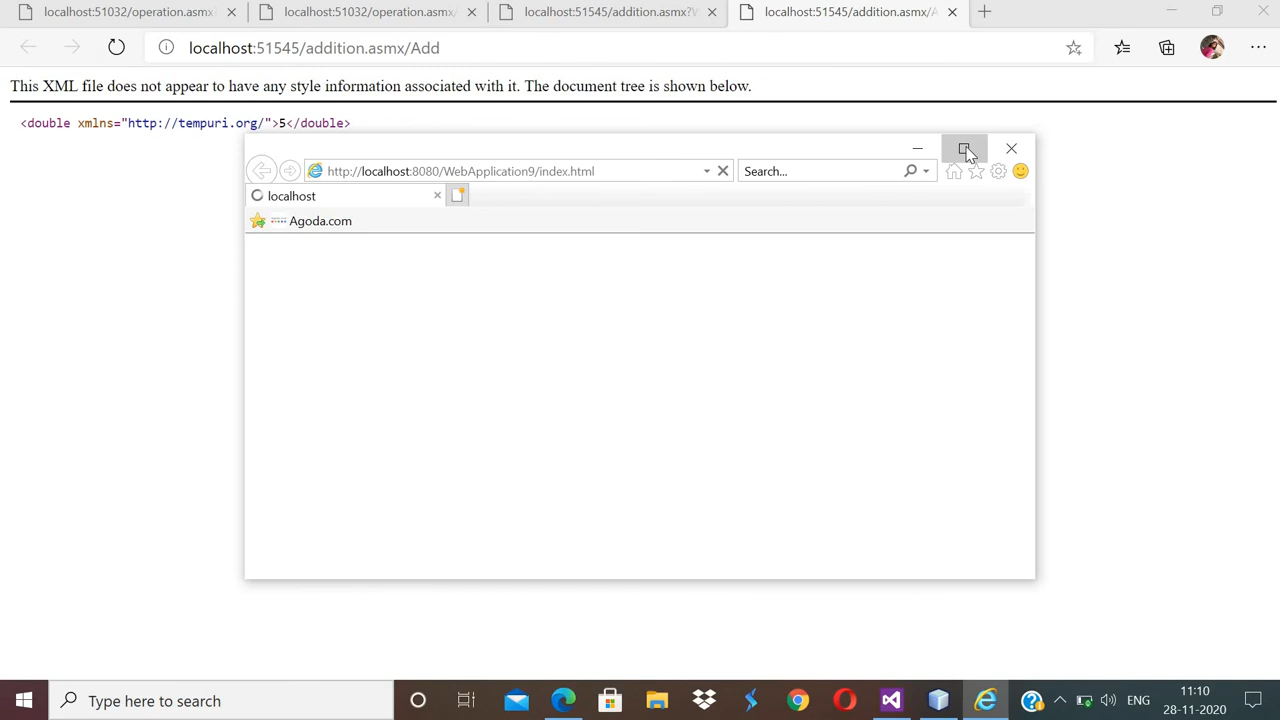 localhost:51032/operation.asmx
localhost:51032/operation.asmx/
localhost:51545/addition.asmx?W
localhost:51545/addition.asmx/A
localhost:51545/addition.asmx/Add
This XML file does not appear to have any style information associated with it. The document tree is shown below.
<double xmlns="http://tempuri.org/">5</double>
http://localhost:8080/WebApplication9/index.html
Search...
localhost
Agoda.com
Type here to search
ENG
11:10
28-11-2020